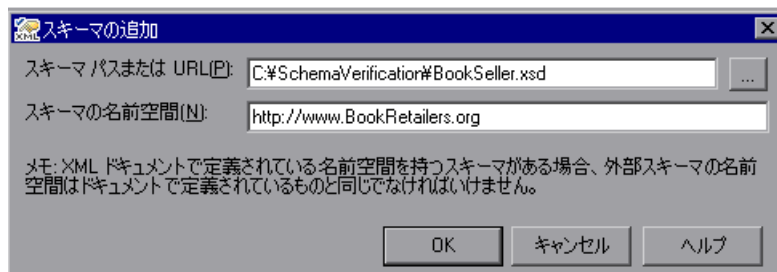 XML スキーマの追加
スキーマ パスまたは URL(P): C:¥SchemaVerification¥BookSeller.xsd ...
スキーマの名前空間(N): http://www.BookRetailers.org
メモ: XML ドキュメントで定義されている名前空間を持つスキーマがある場合、外部スキーマの名前
空間はドキュメントで定義されているものと同じでなければいけません。
OK キャンセル ヘルプ